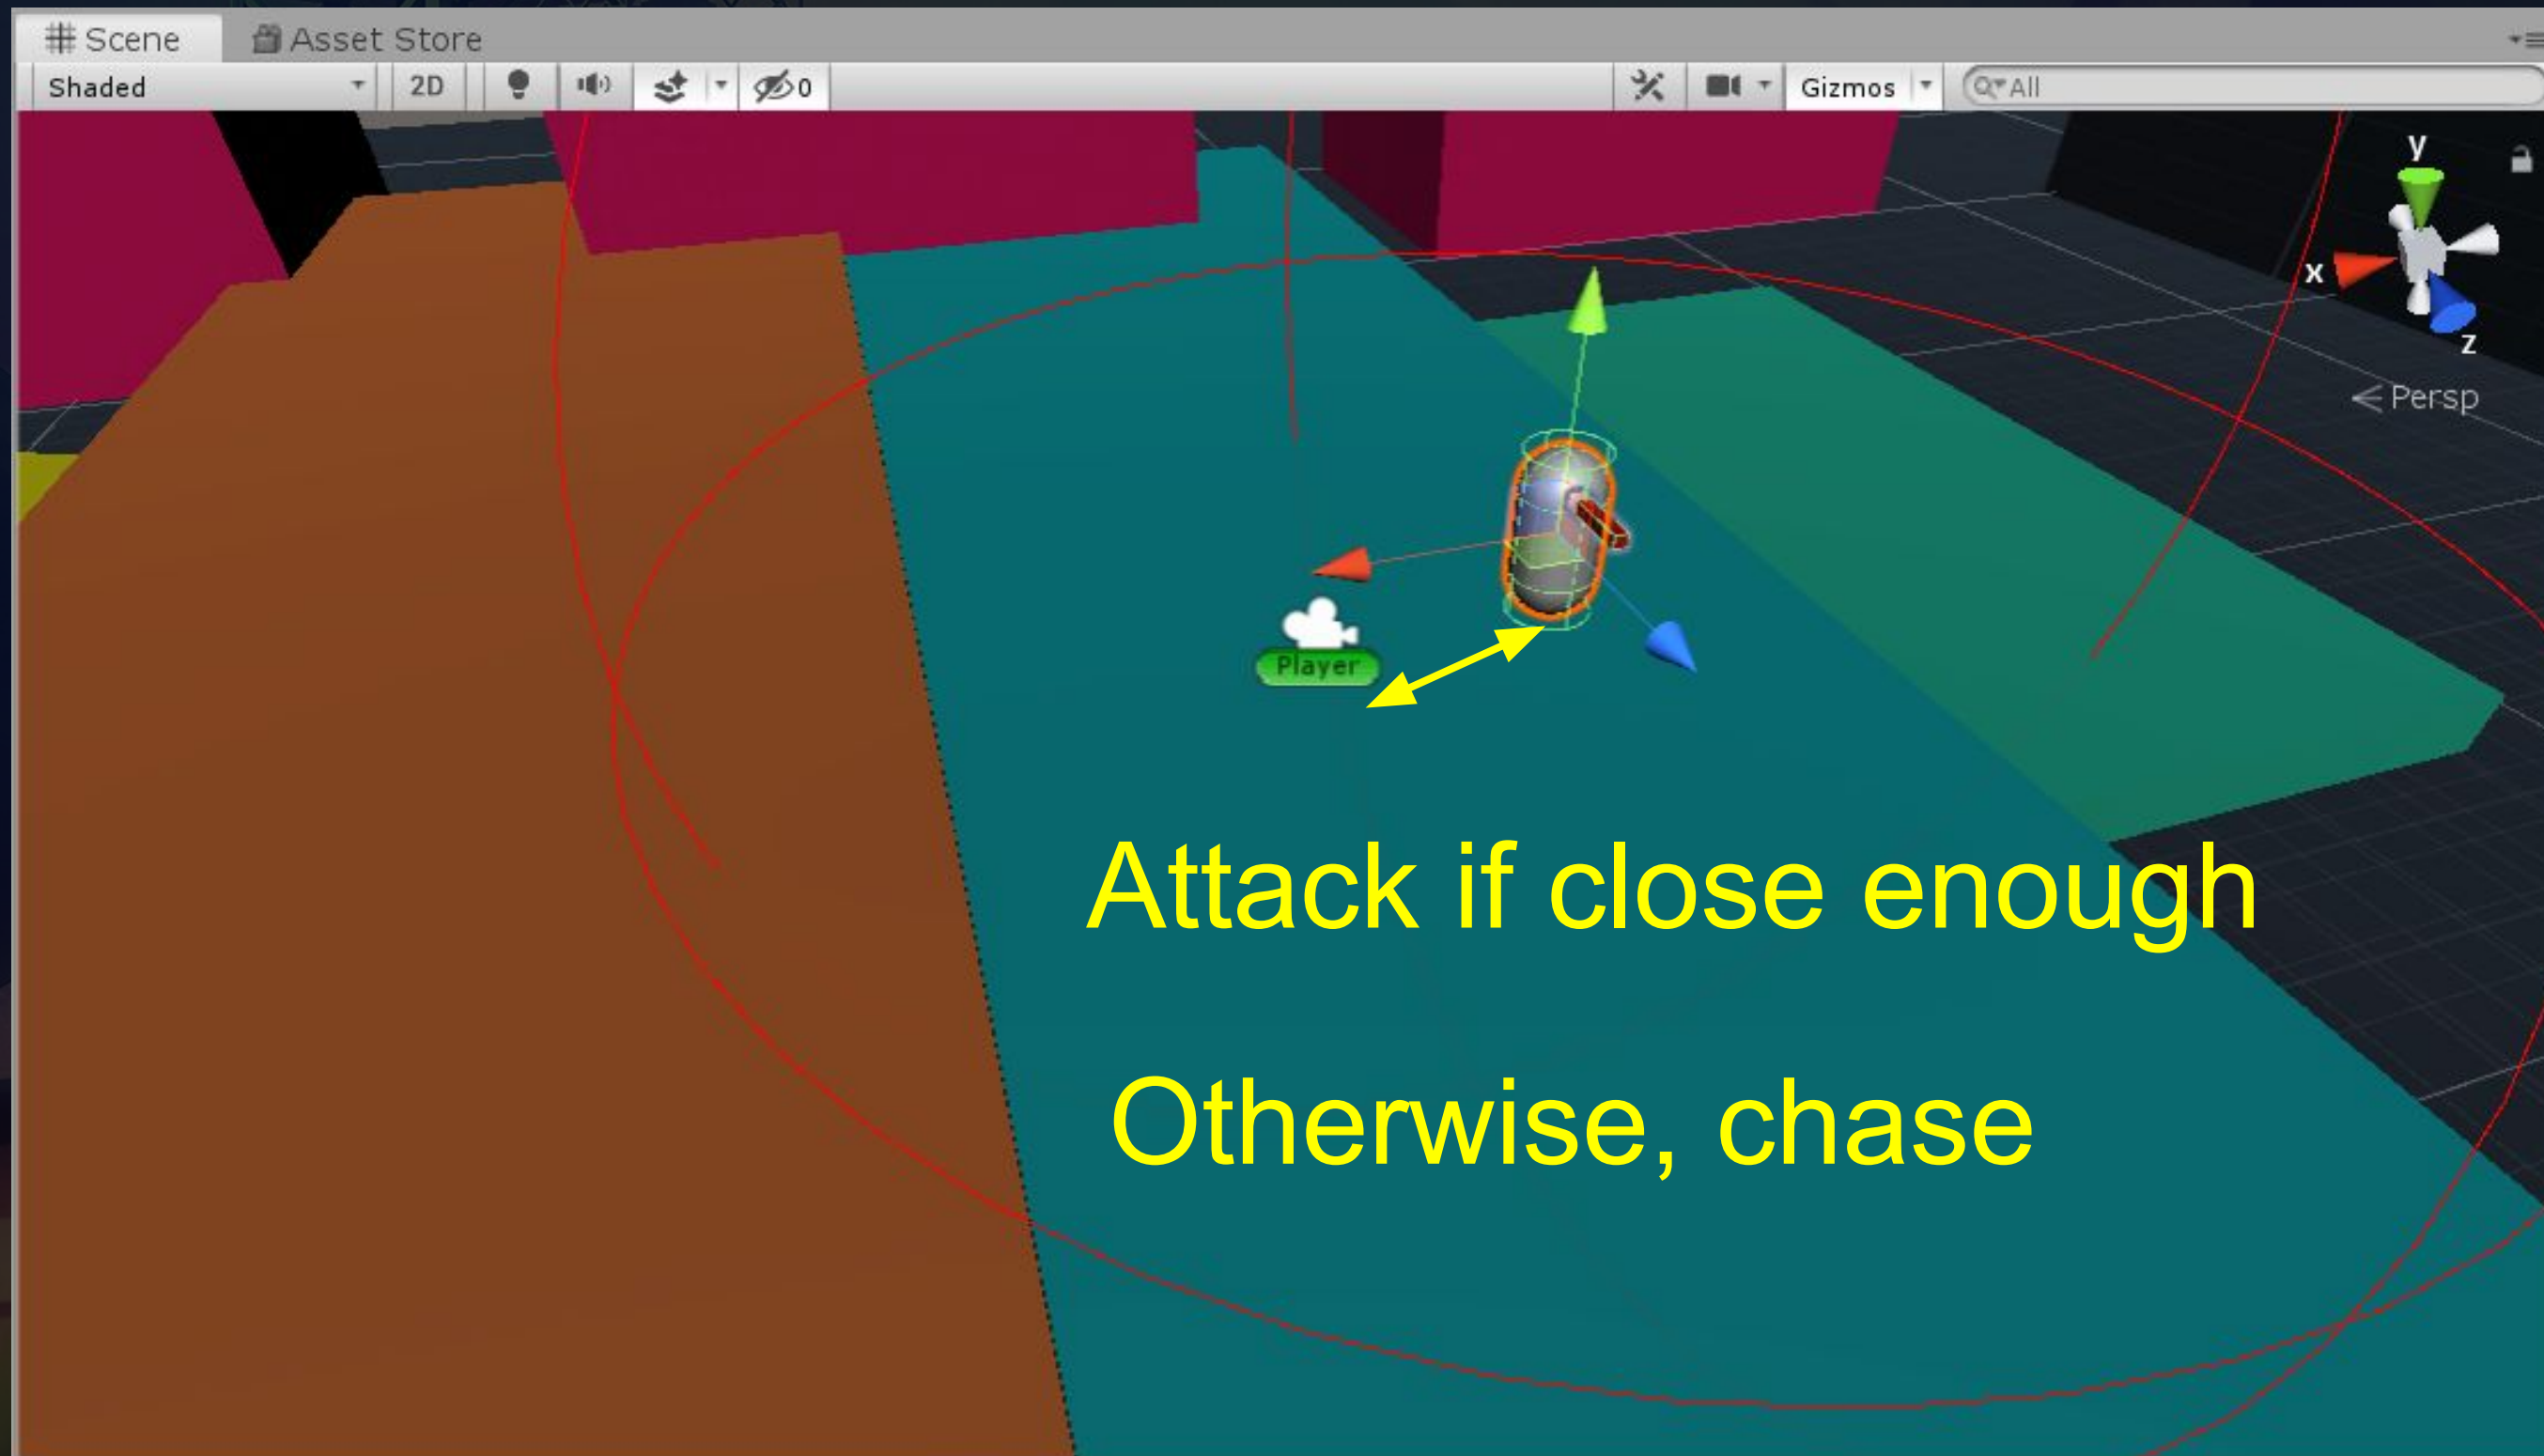 Scene Asset Store
Shaded 2D 0 Gizmos All
y
x
z
Persp
Player
Attack if close enough
Otherwise, chase